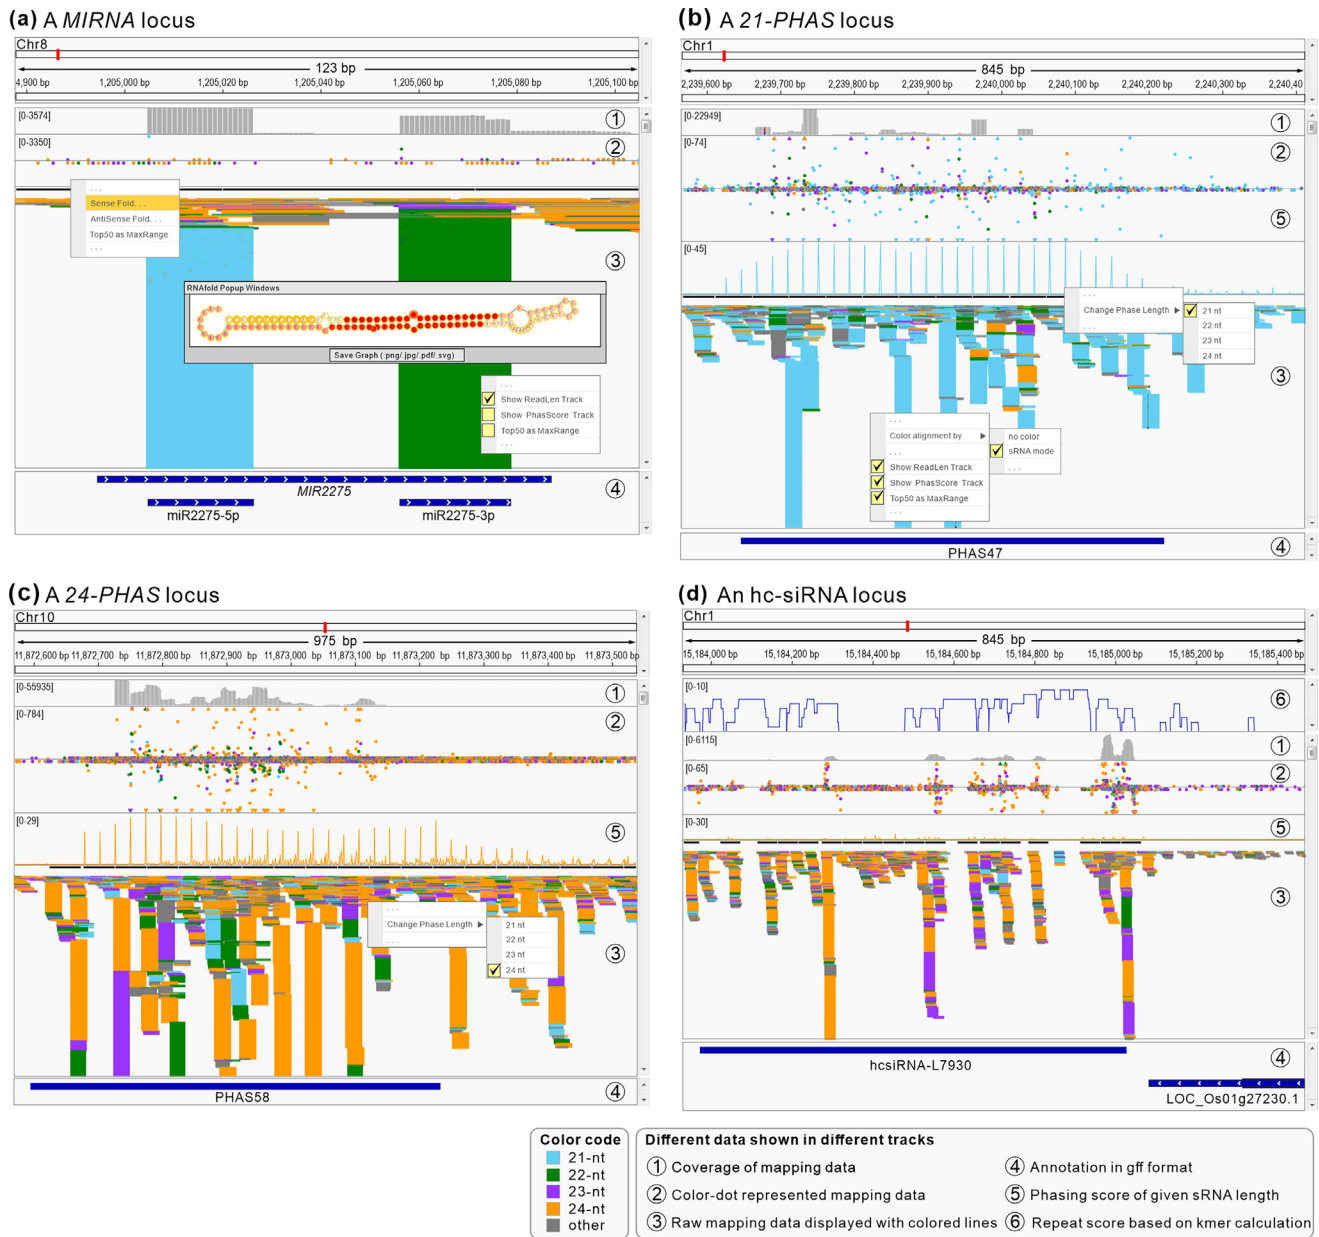 (a) A MIRNA locus
Chr8
123 bp
4,900 bp 1,205,000 bp 1,205,020 bp 1,205,040 bp 1,205,060 bp 1,205,080 bp 1,205,100 bp
[0-3574]
①
[0-3350]
②
. . .
Sense Fold. . .
AntiSense Fold. . .
Top50 as MaxRange
. . .
③
RNAfold Popup Windows
Save Graph (.png/.jpg/.pdf/.svg)
. . .
Show ReadLen Track
Show PhasScore Track
Top50 as MaxRange
. . .
MIR2275
④
miR2275-5p miR2275-3p
(b) A 21-PHAS locus
Chr1
845 bp
2,239,600 bp 2,239,700 bp 2,239,800 bp 2,239,900 bp 2,240,000 bp 2,240,100 bp 2,240,200 bp 2,240,300 bp 2,240,40
[0-22949]
①
[0-74]
②
⑤
[0-45]
. . .
Change Phase Length
. . .
21 nt
22 nt
23 nt
24 nt
③
. . .
Color alignment by
. . .
no color
sRNA mode
. . .
Show ReadLen Track
Show PhasScore Track
Top50 as MaxRange
. . .
PHAS47
④
(c) A 24-PHAS locus
Chr10
975 bp
11,872,600 bp 11,872,700 bp 11,872,800 bp 11,872,900 bp 11,873,000 bp 11,873,100 bp 11,873,200 bp 11,873,300 bp 11,873,400 bp 11,873,500 bp
[0-55935]
①
[0-784]
②
[0-29]
⑤
. . .
Change Phase Length
. . .
21 nt
22 nt
23 nt
24 nt
③
PHAS58
④
(d) An hc-siRNA locus
Chr1
845 bp
15,184,000 bp 15,184,200 bp 15,184,400 bp 15,184,600 bp 15,184,800 bp 15,185,000 bp 15,185,200 bp 15,185,400 bp
[0-10]
⑥
[0-6115]
①
[0-65]
②
[0-30]
⑤
③
hcsiRNA-L7930
④
LOC_Os01g27230.1
Color code
21-nt
22-nt
23-nt
24-nt
other
Different data shown in different tracks
① Coverage of mapping data
② Color-dot represented mapping data
③ Raw mapping data displayed with colored lines
④ Annotation in gff format
⑤ Phasing score of given sRNA length
⑥ Repeat score based on kmer calculation